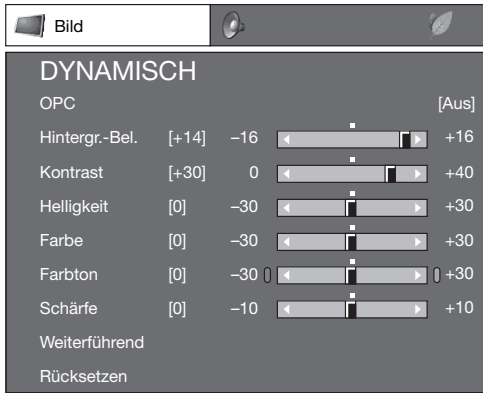 Bild
DYNAMISCH
OPC [Aus]
Hintergr.-Bel. [+14] –16 +16
Kontrast [+30] 0 +40
Helligkeit [0] –30 +30
Farbe [0] –30 +30
Farbton [0] –30 +30
Schärfe [0] –10 +10
Weiterführend
Rücksetzen